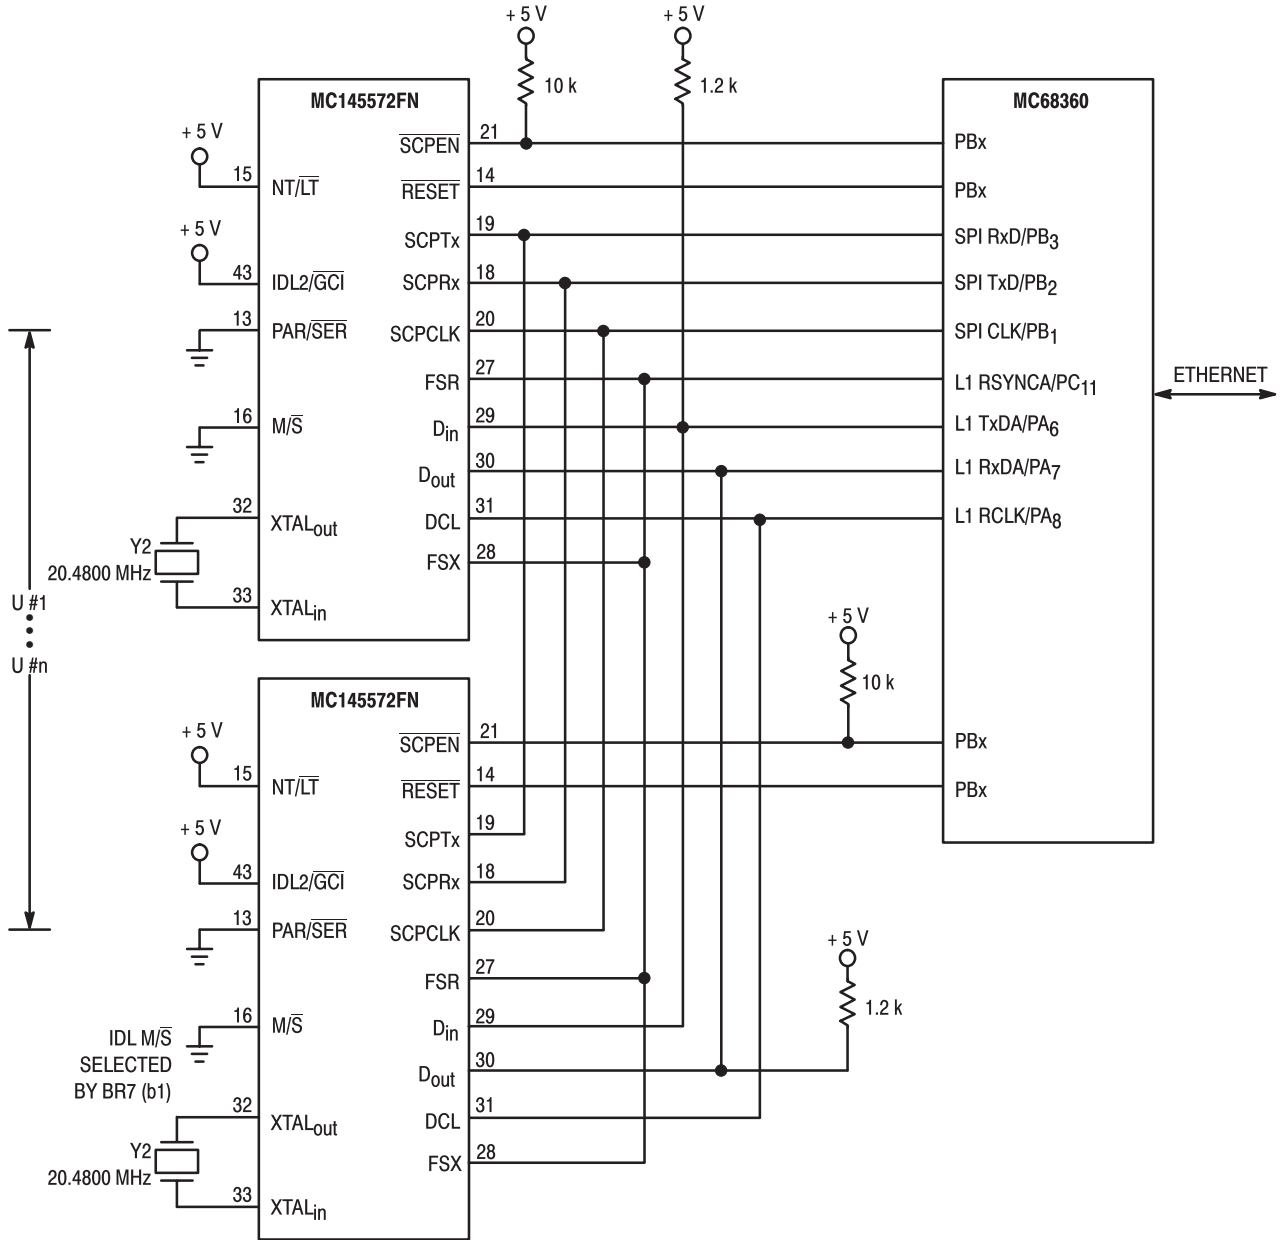 + 5 V
+ 5 V
10 k
1.2 k
MC145572FN
MC68360
+ 5 V
15
NT/LT
SCPEN
21
PBx
RESET
14
PBx
+ 5 V
43
IDL2/GCI
SCPTx
19
SPI RxD/PB3
SCPRx
18
SPI TxD/PB2
13
PAR/SER
SCPCLK
20
SPI CLK/PB1
FSR
27
L1 RSYNCA/PC11
ETHERNET
16
M/S
Din
29
L1 TxDA/PA6
Dout
30
L1 RxDA/PA7
32
XTALout
DCL
31
L1 RCLK/PA8
Y2
20.4800 MHz
FSX
28
33
XTALin
U #1
U #n
+ 5 V
10 k
MC145572FN
+ 5 V
15
NT/LT
SCPEN
21
PBx
RESET
14
PBx
+ 5 V
43
IDL2/GCI
SCPTx
19
SCPRx
18
13
PAR/SER
SCPCLK
20
+ 5 V
1.2 k
FSR
27
16
M/S
IDL M/S
SELECTED
BY BR7 (b1)
Din
29
Dout
30
32
XTALout
DCL
31
Y2
20.4800 MHz
FSX
28
33
XTALin